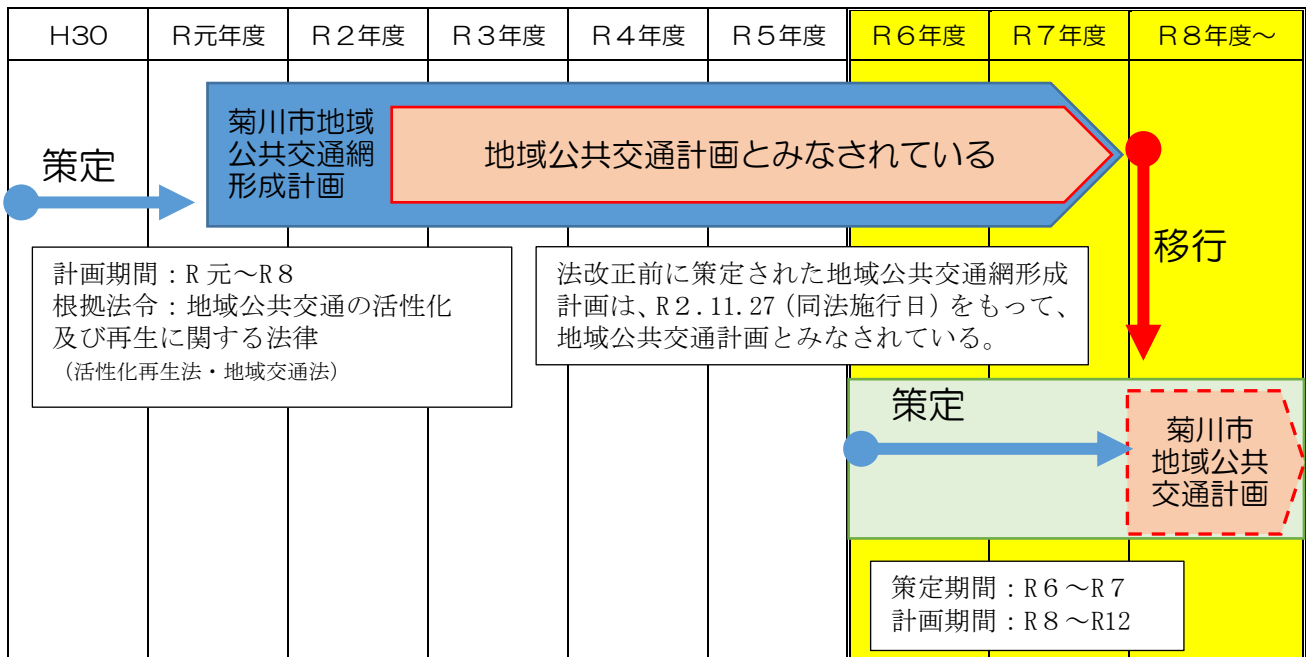 H30 R元年度 R2年度 R3年度 R4年度 R5年度 R6年度 R7年度 R8年度～
策定
菊川市地域
公共交通網
形成計画
地域公共交通計画とみなされている
移行
計画期間：R元～R8
根拠法令：地域公共交通の活性化
及び再生に関する法律
（活性化再生法・地域交通法）
法改正前に策定された地域公共交通網形成
計画は、R2.11.27（同法施行日）をもって、
地域公共交通計画とみなされている。
策定
菊川市
地域公共
交通計画
策定期間：R6～R7
計画期間：R8～R12